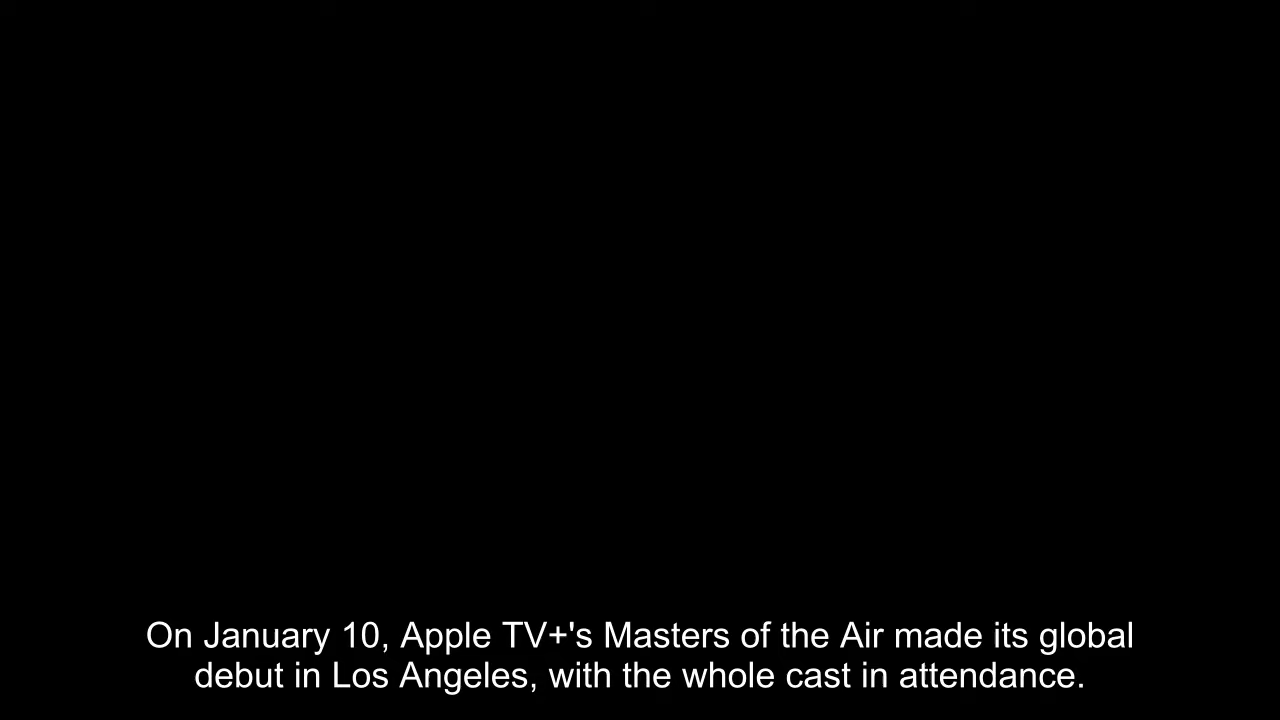 On January 10, Apple TV+'s Masters of the Air made its global
debut in Los Angeles, with the whole cast in attendance.